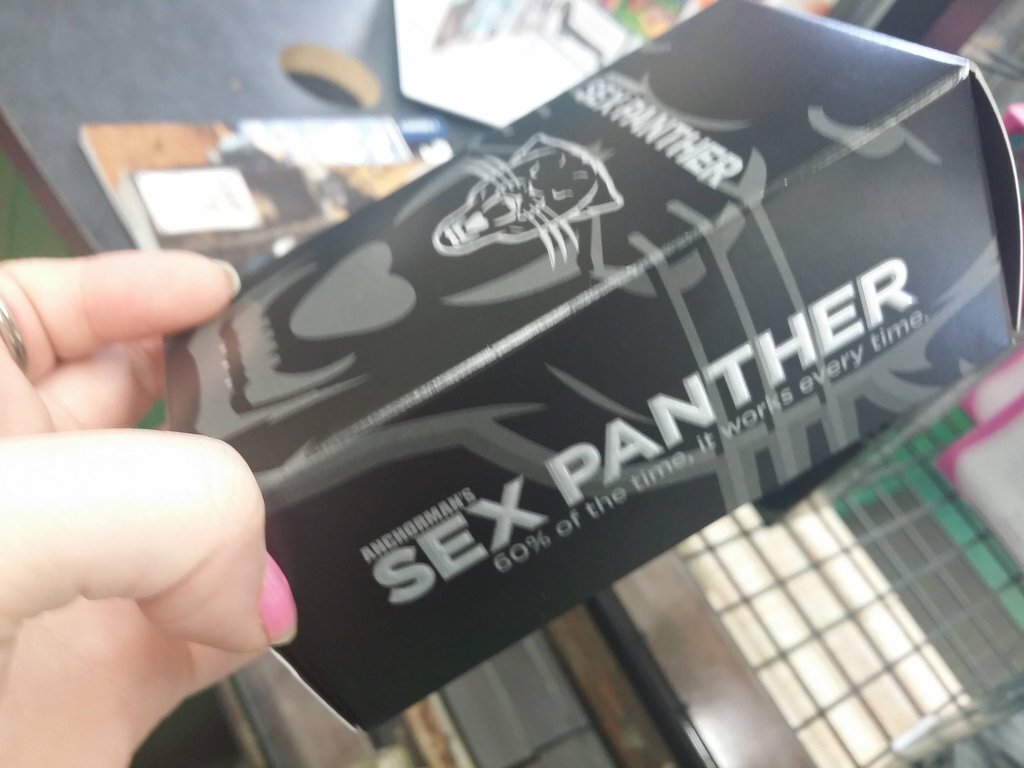 SEX PANTHER
ANCHORMAN'S
SEX PANTHER
60% of the time, it works every time.